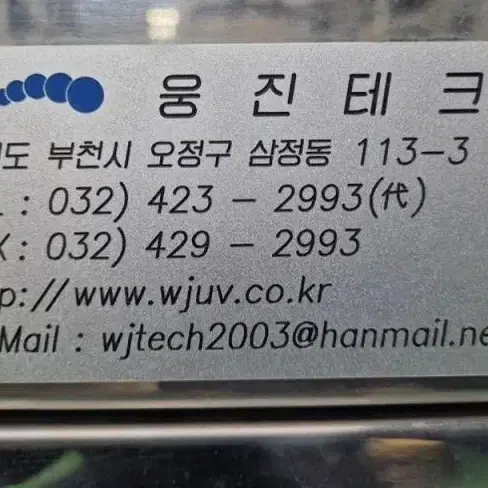 웅 진 테 크
도 부천시 오정구 삼정동 113-3
: 032) 423 - 2993(代)
: 032) 429 - 2993
p://www.wjuv.co.kr
Mail : wjtech2003@hanmail.ne